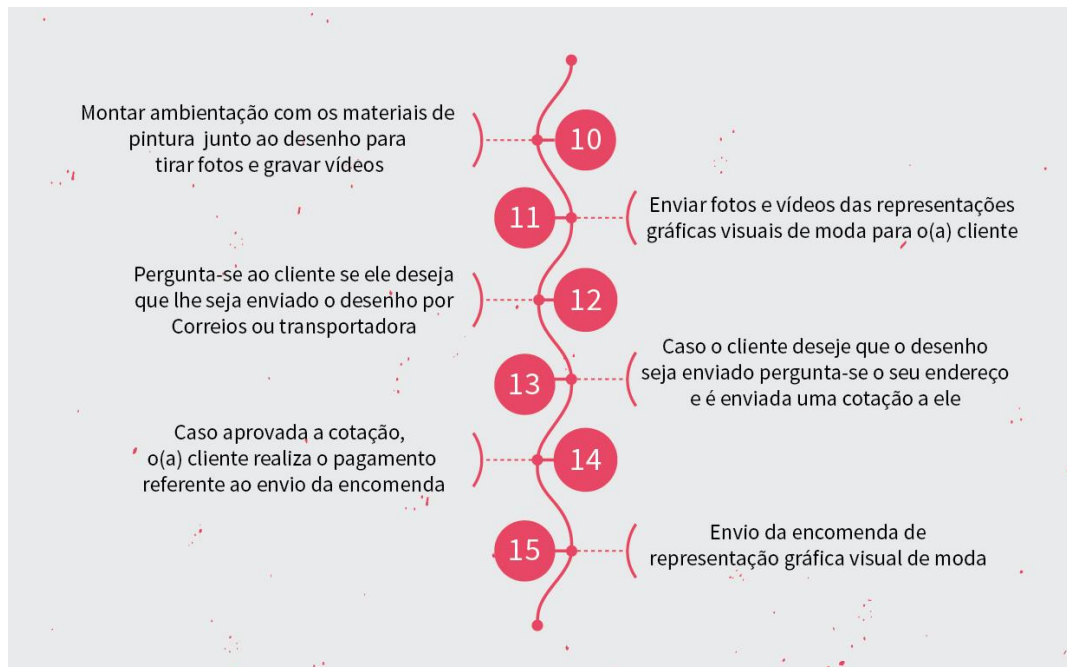 Montar ambientação com os materiais de
pintura junto ao desenho para
tirar fotos e gravar vídeos
10
11
Enviar fotos e vídeos das representações
gráficas visuais de moda para o(a) cliente
Pergunta-se ao cliente se ele deseja
que lhe seja enviado o desenho por
Correios ou transportadora
12
13
Caso o cliente deseje que o desenho
seja enviado pergunta-se o seu endereço
e é enviada uma cotação a ele
Caso aprovada a cotação,
o(a) cliente realiza o pagamento
referente ao envio da encomenda
14
15
Envio da encomenda de
representação gráfica visual de moda